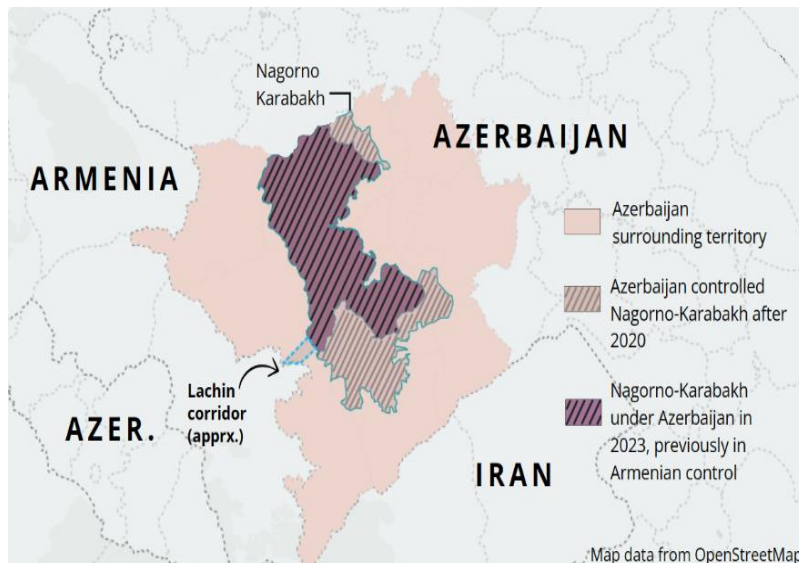 Nagorno
Karabakh
AZERBAIJAN
ARMENIA
Azerbaijan
surrounding territory
Azerbaijan controlled
Nagorno-Karabakh after
2020
Lachin
corridor
(apprx.)
Nagorno-Karabakh
under Azerbaijan in
2023, previously in
Armenian control
AZER.
IRAN
Map data from OpenStreetMap